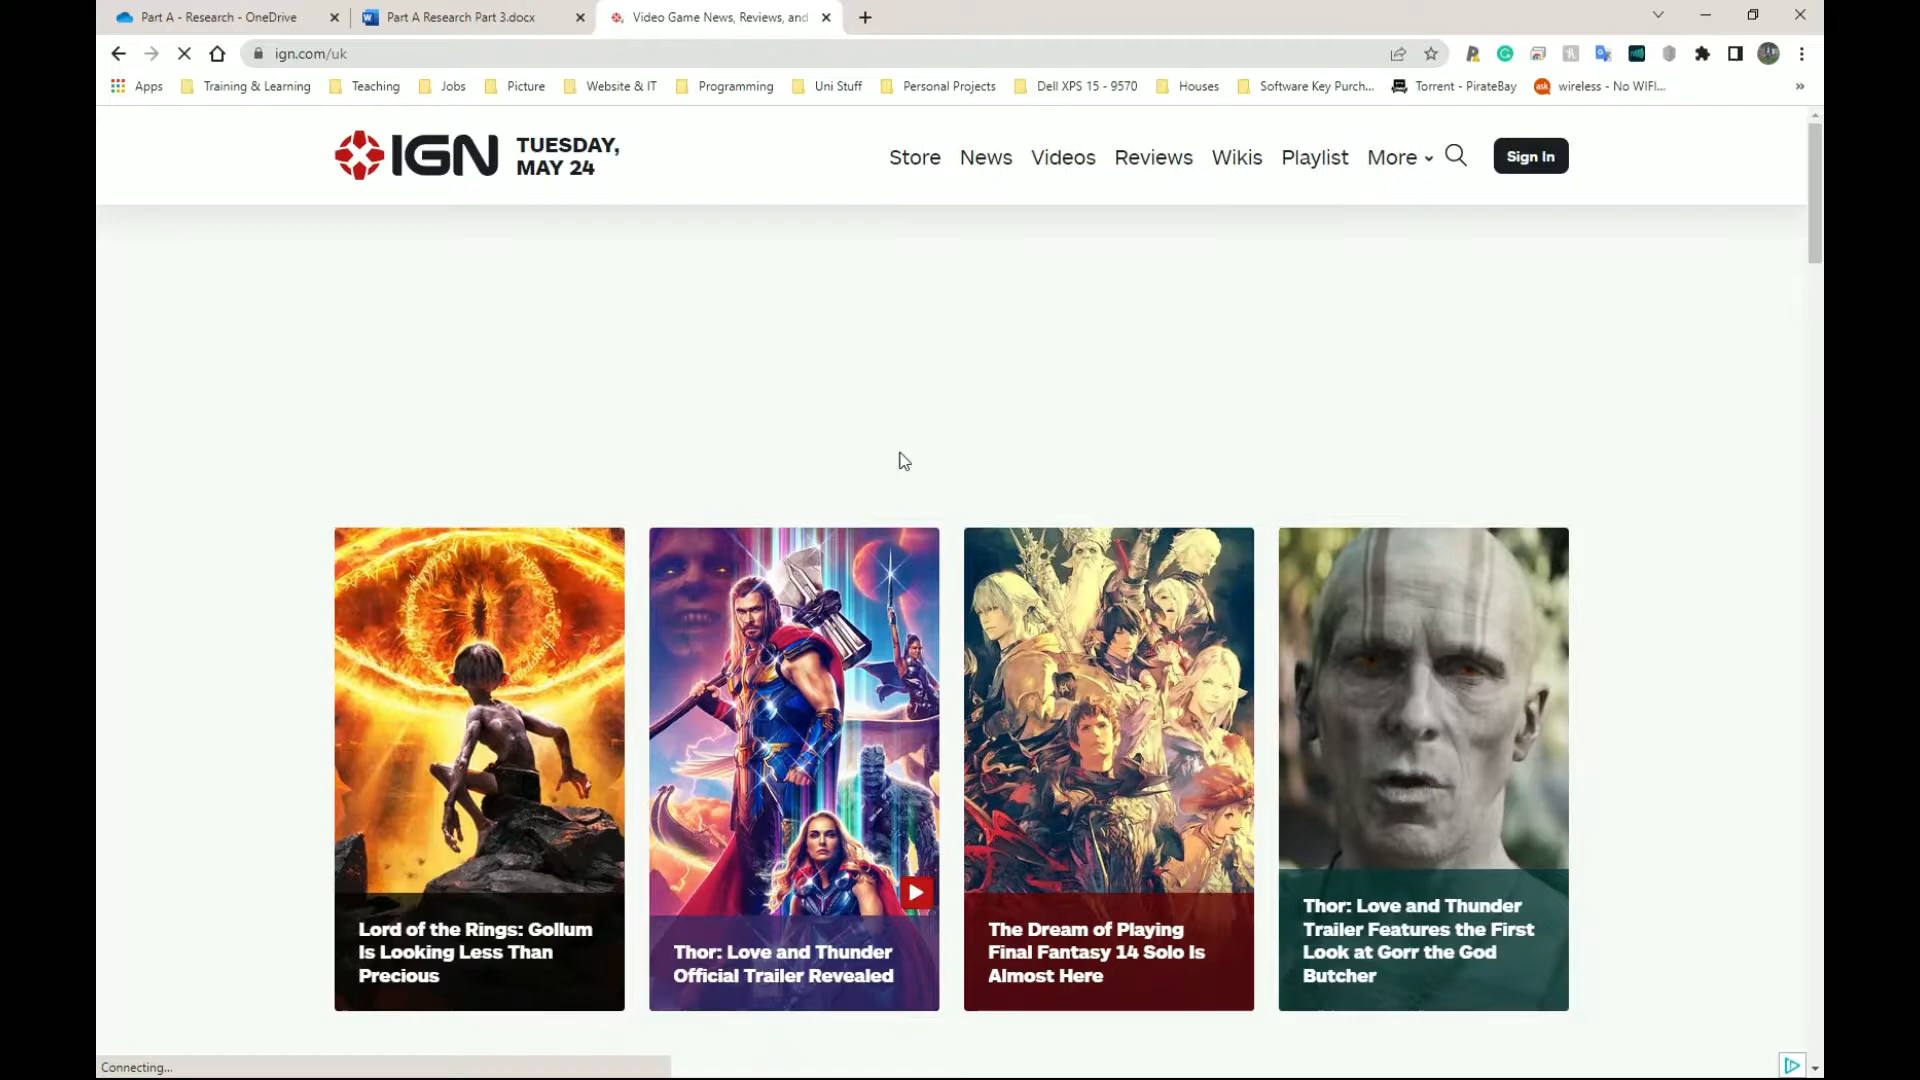 Part A - Research - OneDrive
Part A Research Part 3.docx
Video Game News, Reviews, and
ign.com/uk
Apps
Training & Learning
Teaching
Jobs
Picture
Website & IT
Programming
Uni Stuff
Personal Projects
Dell XPS 15 - 9570
Houses
Software Key Purch...
Torrent - PirateBay
ask
wireless - No WIFI...
IGN
TUESDAY,
MAY 24
Store
News
Videos
Reviews
Wikis
Playlist
More
Sign In
Lord of the Rings: Gollum
Is Looking Less Than
Precious
Thor: Love and Thunder
Official Trailer Revealed
The Dream of Playing
Final Fantasy 14 Solo Is
Almost Here
Thor: Love and Thunder
Trailer Features the First
Look at Gorr the God
Butcher
Connecting...